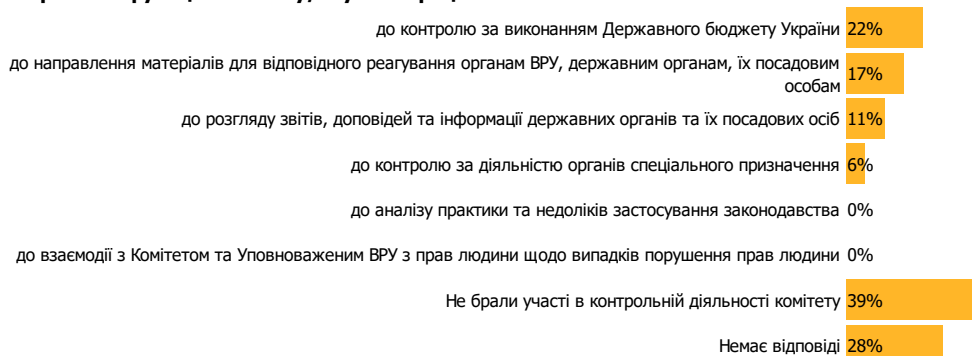 до контролю за виконанням Державного бюджету України 22%
до направлення матеріалів для відповідного реагування органам ВРУ, державним органам, їх посадовим
особам 17%
до розгляду звітів, доповідей та інформації державних органів та їх посадових осіб 11%
до контролю за діяльністю органів спеціального призначення 6%
до аналізу практики та недоліків застосування законодавства 0%
до взаємодії з Комітетом та Уповноваженим ВРУ з прав людини щодо випадків порушення прав людини 0%
Не брали участі в контрольній діяльності комітету 39%
Немає відповіді 28%